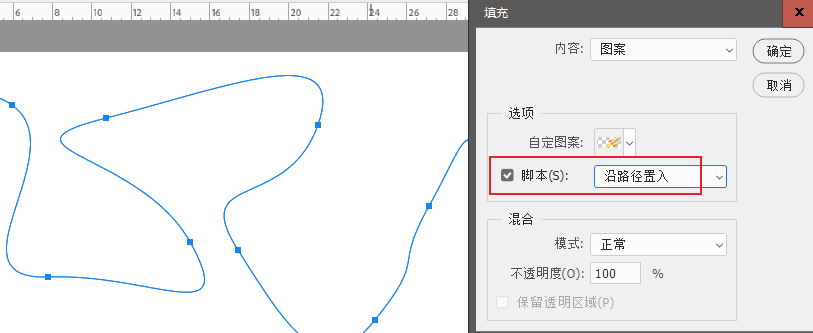 6 8 10 12 14 16 18 20 22 24 26 28
填充
x
内容: 图案
确定
取消
选项
自定图案:
脚本(S): 沿路径置入
混合
模式: 正常
不透明度(O): 100 %
保留透明区域(P)